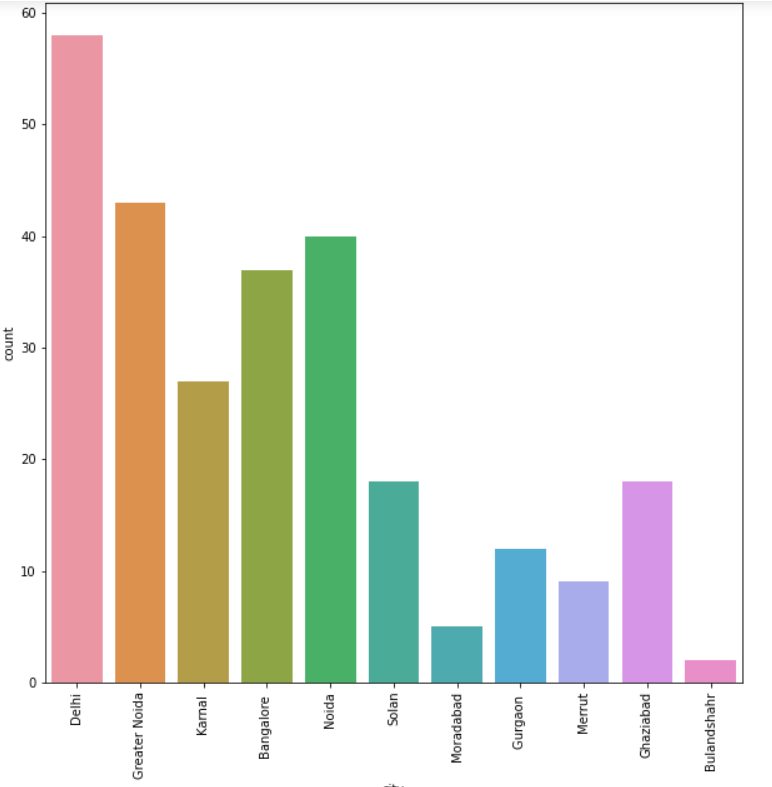 60
50
40
30
20
10
0
count
Delhi
Greater Noida
Karnal
Bangalore
Noida
Solan
Moradabad
Gurgaon
Merrut
Ghaziabad
Bulandshahr